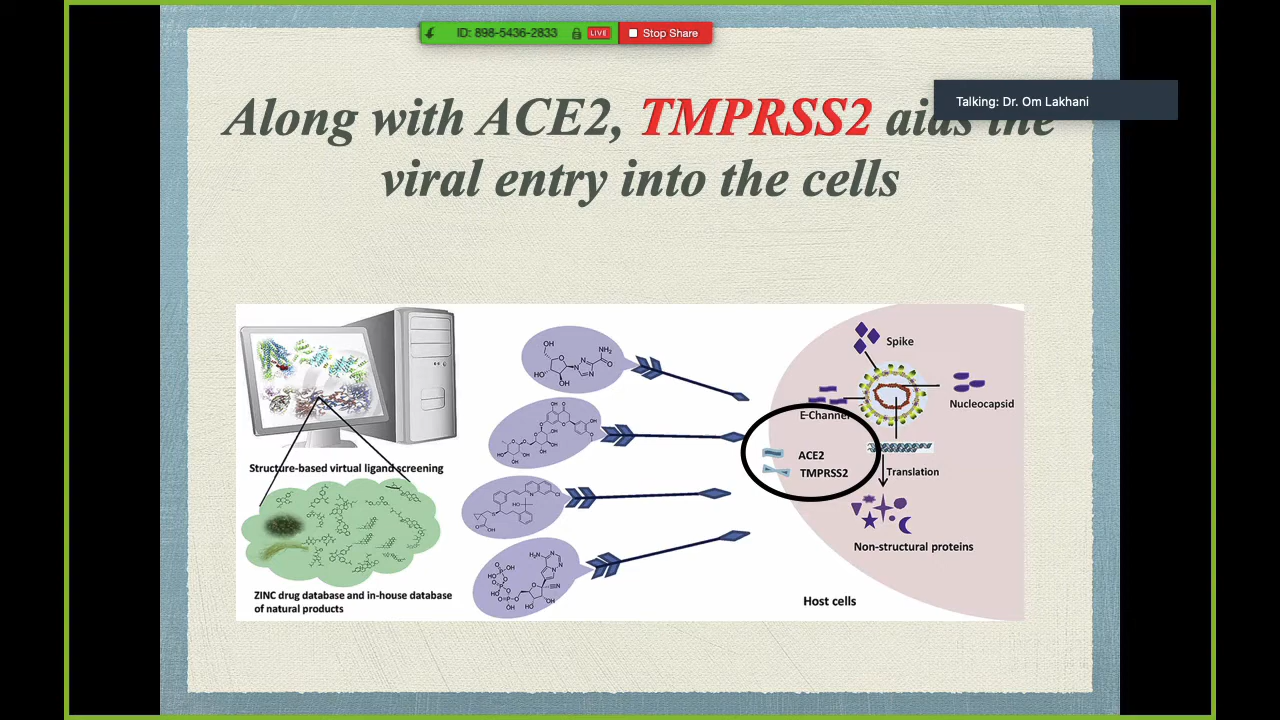 ID: 898-5436-2833 LIVE Stop Share
Talking: Dr. Om Lakhani
Along with ACE2, TMPRSS2 aids the
viral entry into the cells
Structure-based virtual ligand screening
ZINC drug database and in-house database
of natural products
Spike
Nucleocapsid
E-Channel
ACE2
TMPRSS2
Translation
Non-structural proteins
Host cells